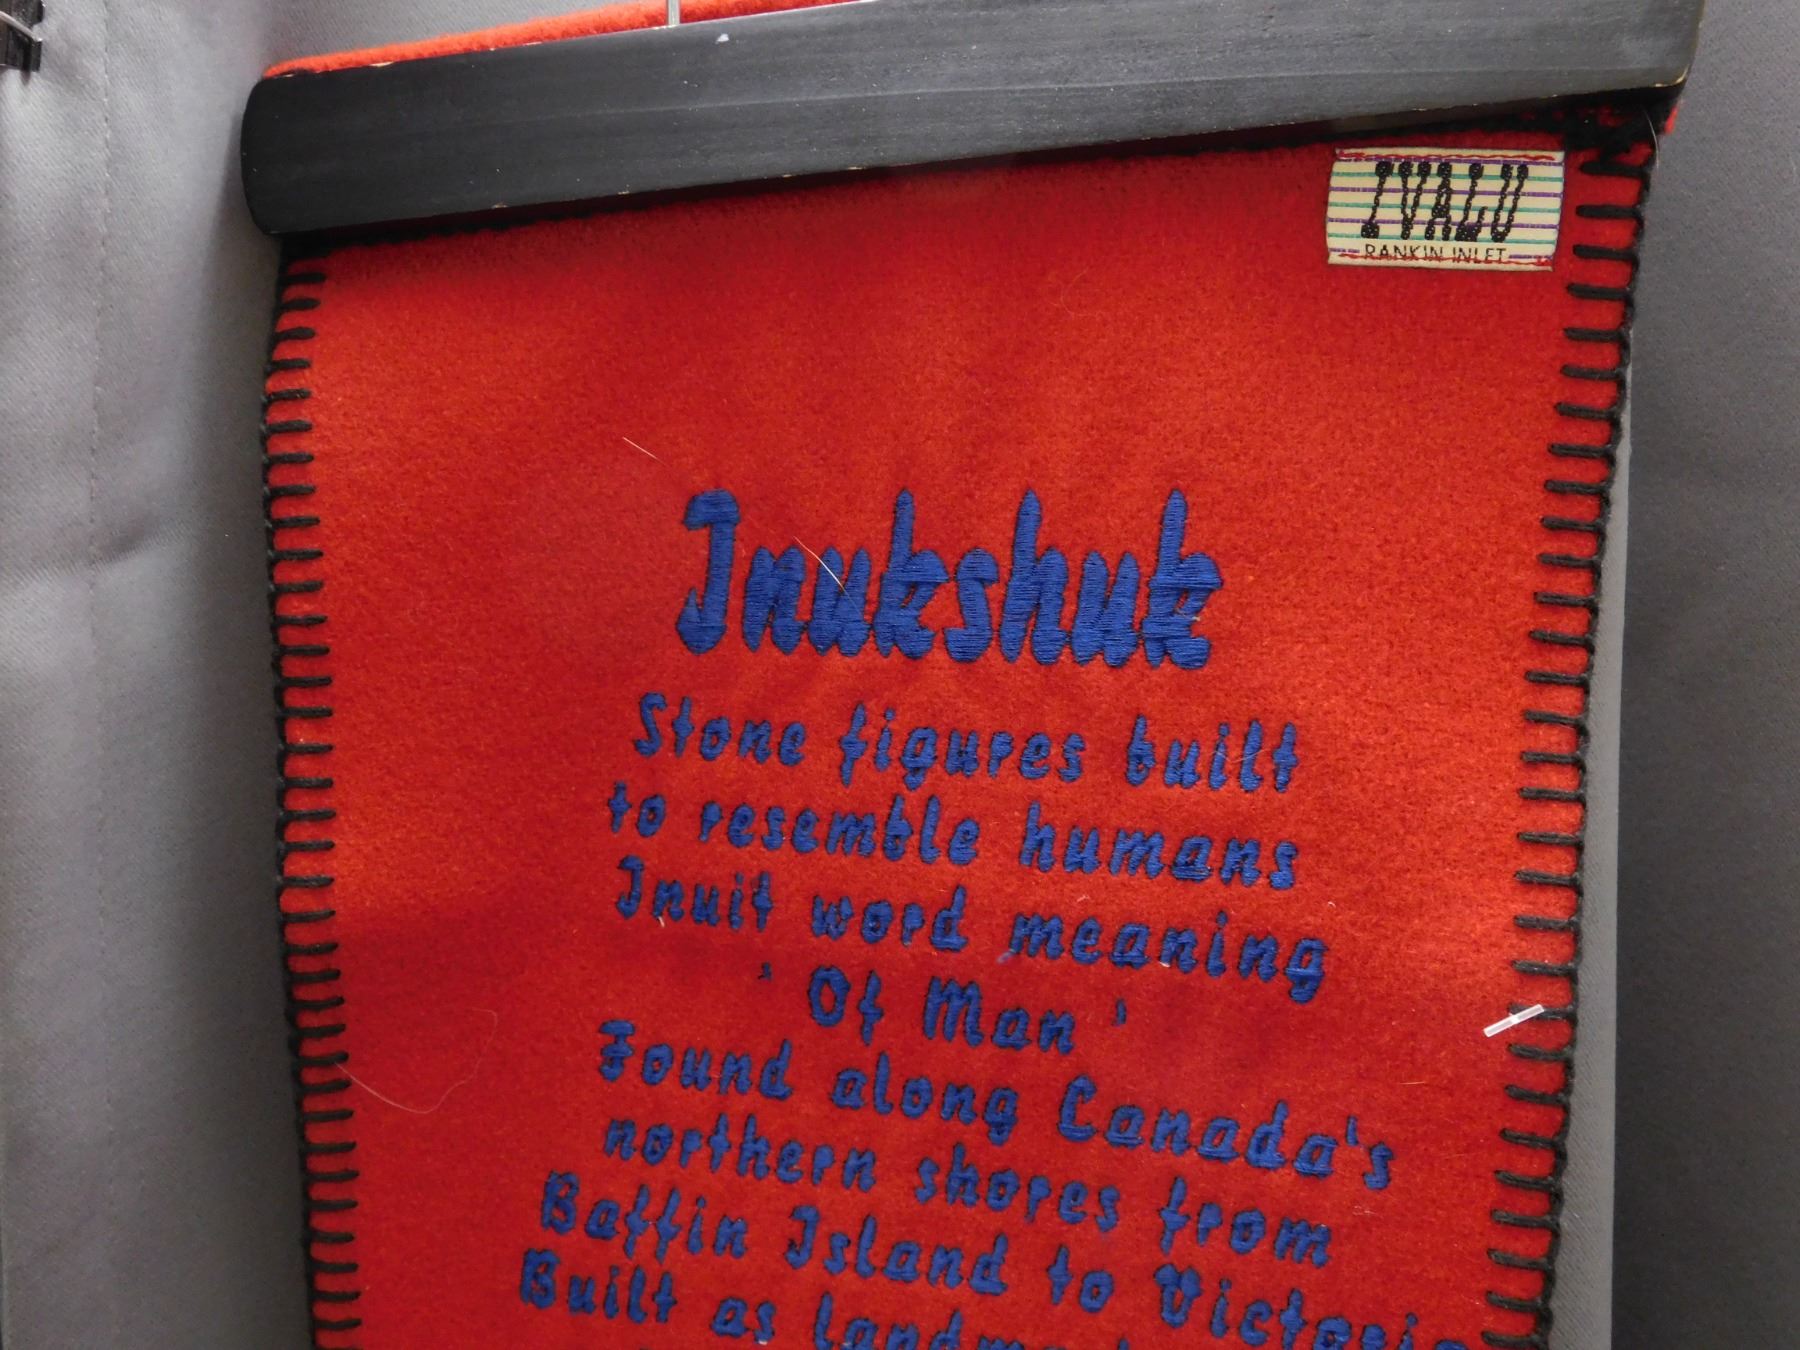 IVALU
RANKIN INLET
Inukshuk
Stone figures built
to resemble humans
Inuit word meaning
' Of Man '
Found along Canada's
northern shores from
Baffin Island to Victoria
Built as